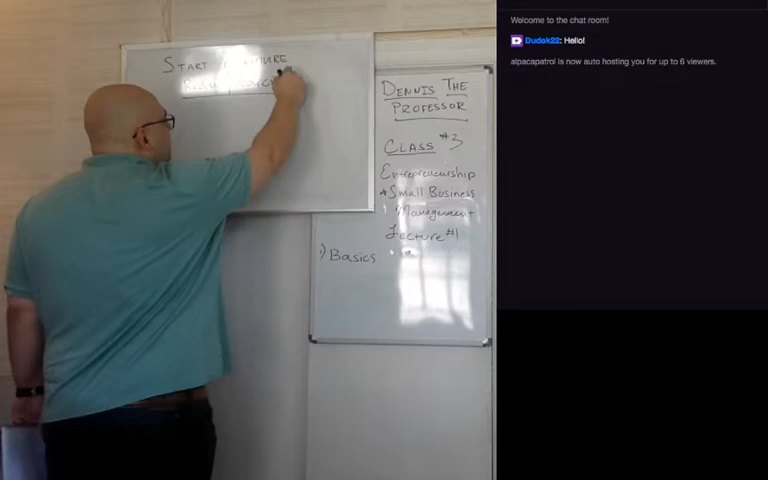 START
DENNIS THE
PROFESSOR
CLASS #3
Entrepreneurship
& Small Business
Management
Lecture #1
1) Basics
Welcome to the chat room!
Dudok22: Hello!
alpacapatrol is now auto hosting you for up to 6 viewers.